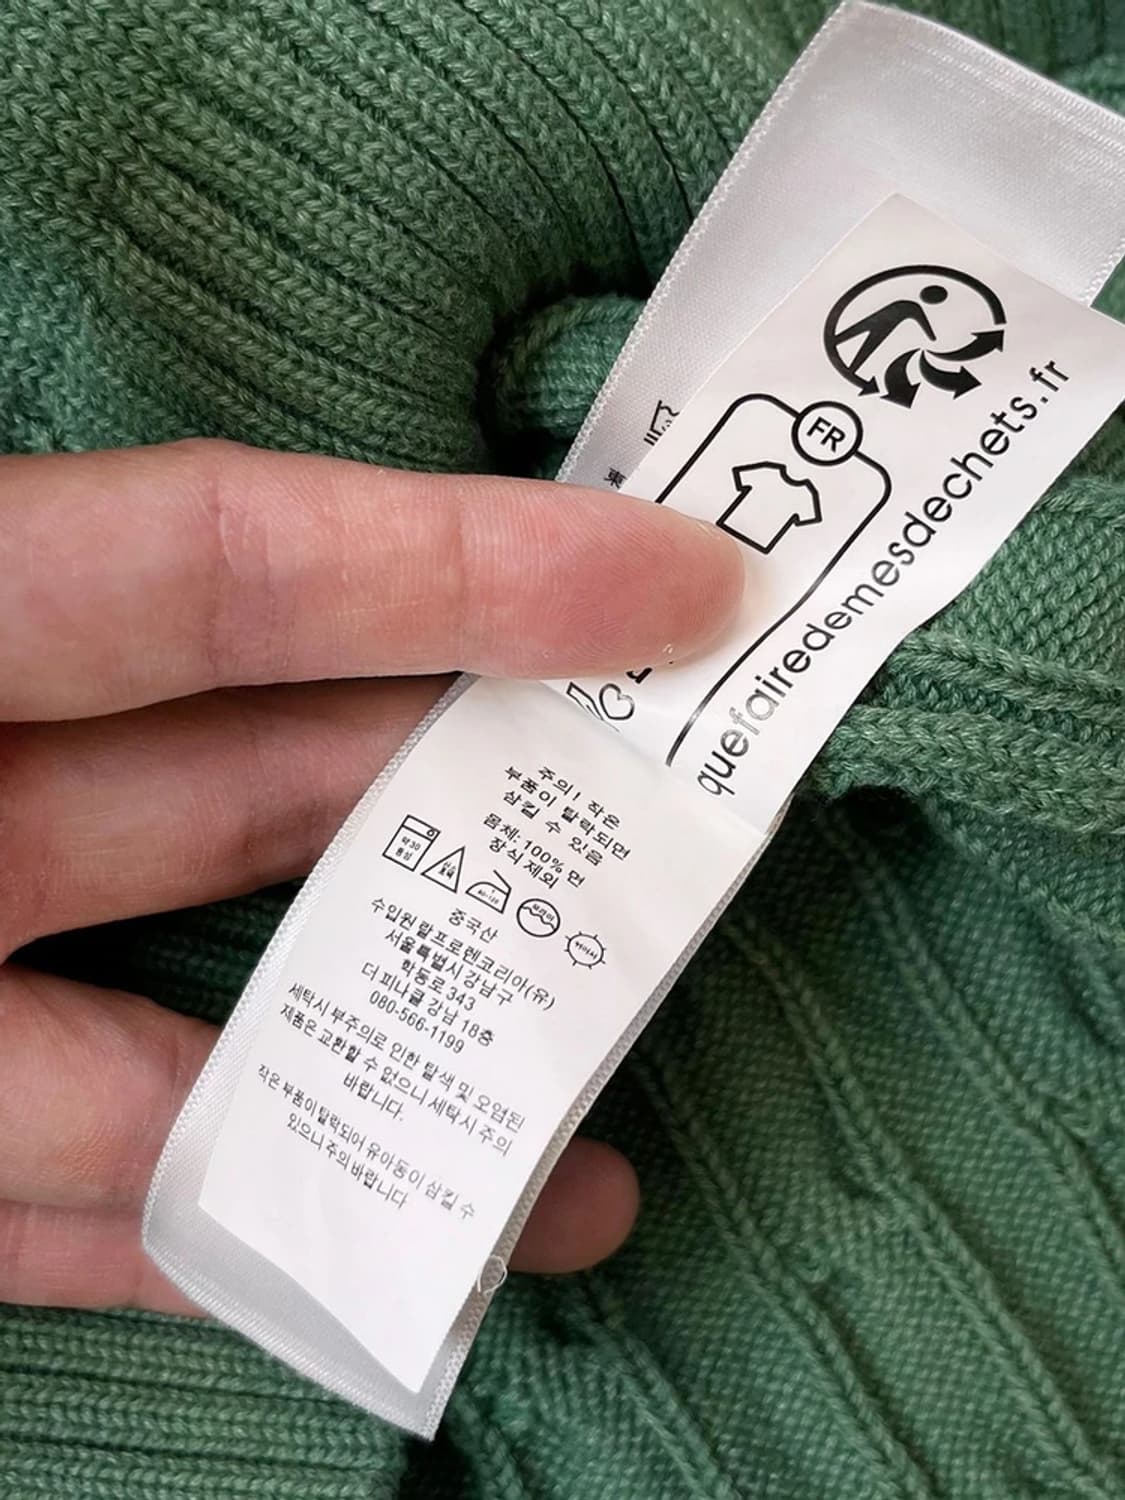 FR
quefairedemesdechets.fr
주의! 작은
부품이 탈락되면
삼킬 수 있음
몸체: 100% 면
장식 제외
약 30
중성
중국산
수입원 랄프로렌코리아(유)
서울특별시 강남구
학동로 343
더 피나클 강남 18층
080-566-1199
세탁시 부주의로 인한 탈색 및 오염된
제품은 교환할 수 없으니 세탁시 주의
바랍니다.
작은 부품이 탈락되어 유아동이 삼킬 수
있으니 주의 바랍니다